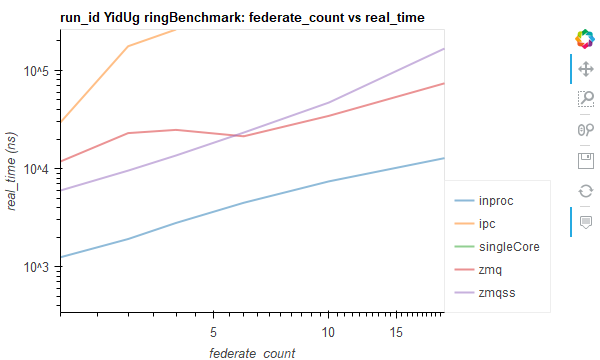 run_id YidUg ringBenchmark: federate_count vs real_time
10^5
10^4
10^3
real_time (ns)
5
10
15
federate_count
inproc
ipc
singleCore
zmq
zmqss